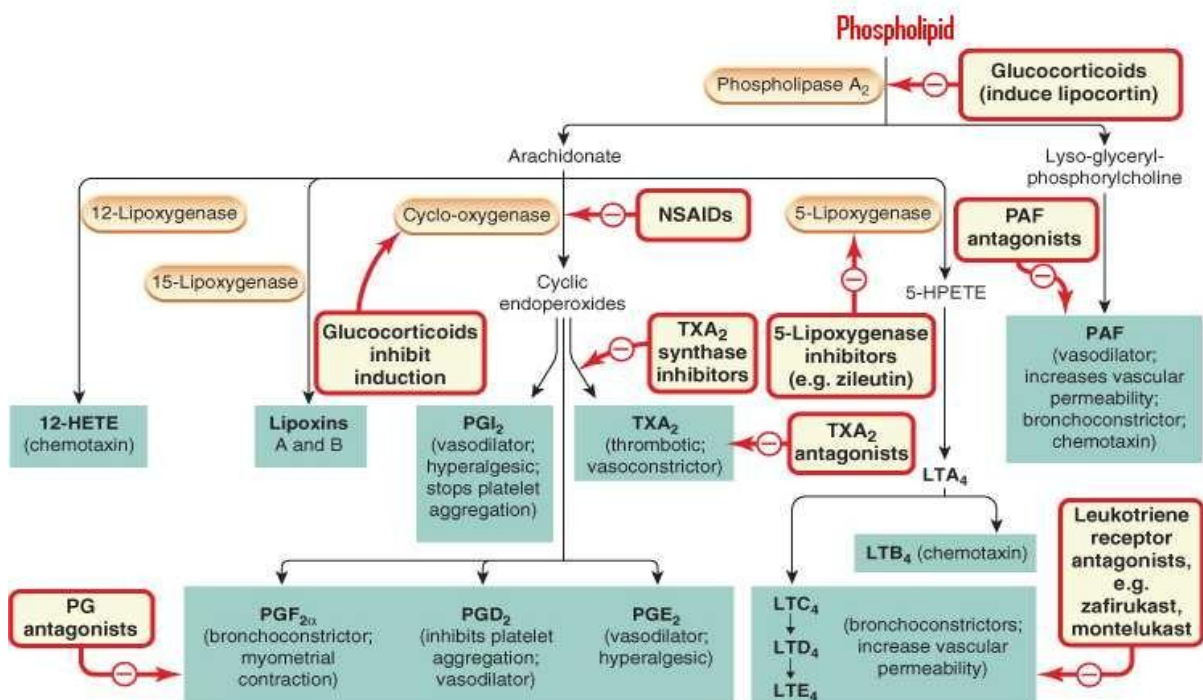 Phospholipid
Phospholipase A₂
Glucocorticoids
(induce lipocortin)
Arachidonate
Lyso-glyceryl-
phosphorylcholine
12-Lipoxygenase
Cyclo-oxygenase
NSAIDs
5-Lipoxygenase
PAF
antagonists
15-Lipoxygenase
Cyclic
endoperoxides
5-HPETE
Glucocorticoids
inhibit
induction
TXA₂
synthase
inhibitors
5-Lipoxygenase
inhibitors
(e.g. zileutin)
PAF
(vasodilator;
increases vascular
permeability;
bronchoconstrictor;
chemotaxin)
12-HETE
(chemotaxin)
Lipoxins
A and B
PGI₂
(vasodilator;
hyperalgesic;
stops platelet
aggregation)
TXA₂
(thrombotic;
vasoconstrictor)
TXA₂
antagonists
LTA₄
LTB₄ (chemotaxin)
Leukotriene
receptor
antagonists,
e.g.
zafirukast,
montelukast
PG
antagonists
PGF₂α
(bronchoconstrictor;
myometrial
contraction)
PGD₂
(inhibits platelet
aggregation;
vasodilator)
PGE₂
(vasodilator;
hyperalgesic)
LTC₄
LTD₄
LTE₄
(bronchoconstrictors;
increase vascular
permeability)